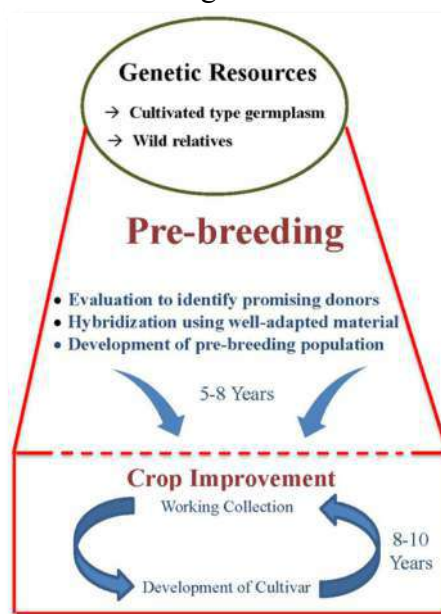 Genetic Resources
→ Cultivated type germplasm
→ Wild relatives
Pre-breeding
• Evaluation to identify promising donors
• Hybridization using well-adapted material
• Development of pre-breeding population
5-8 Years
Crop Improvement
Working Collection
8-10
Years
Development of Cultivar